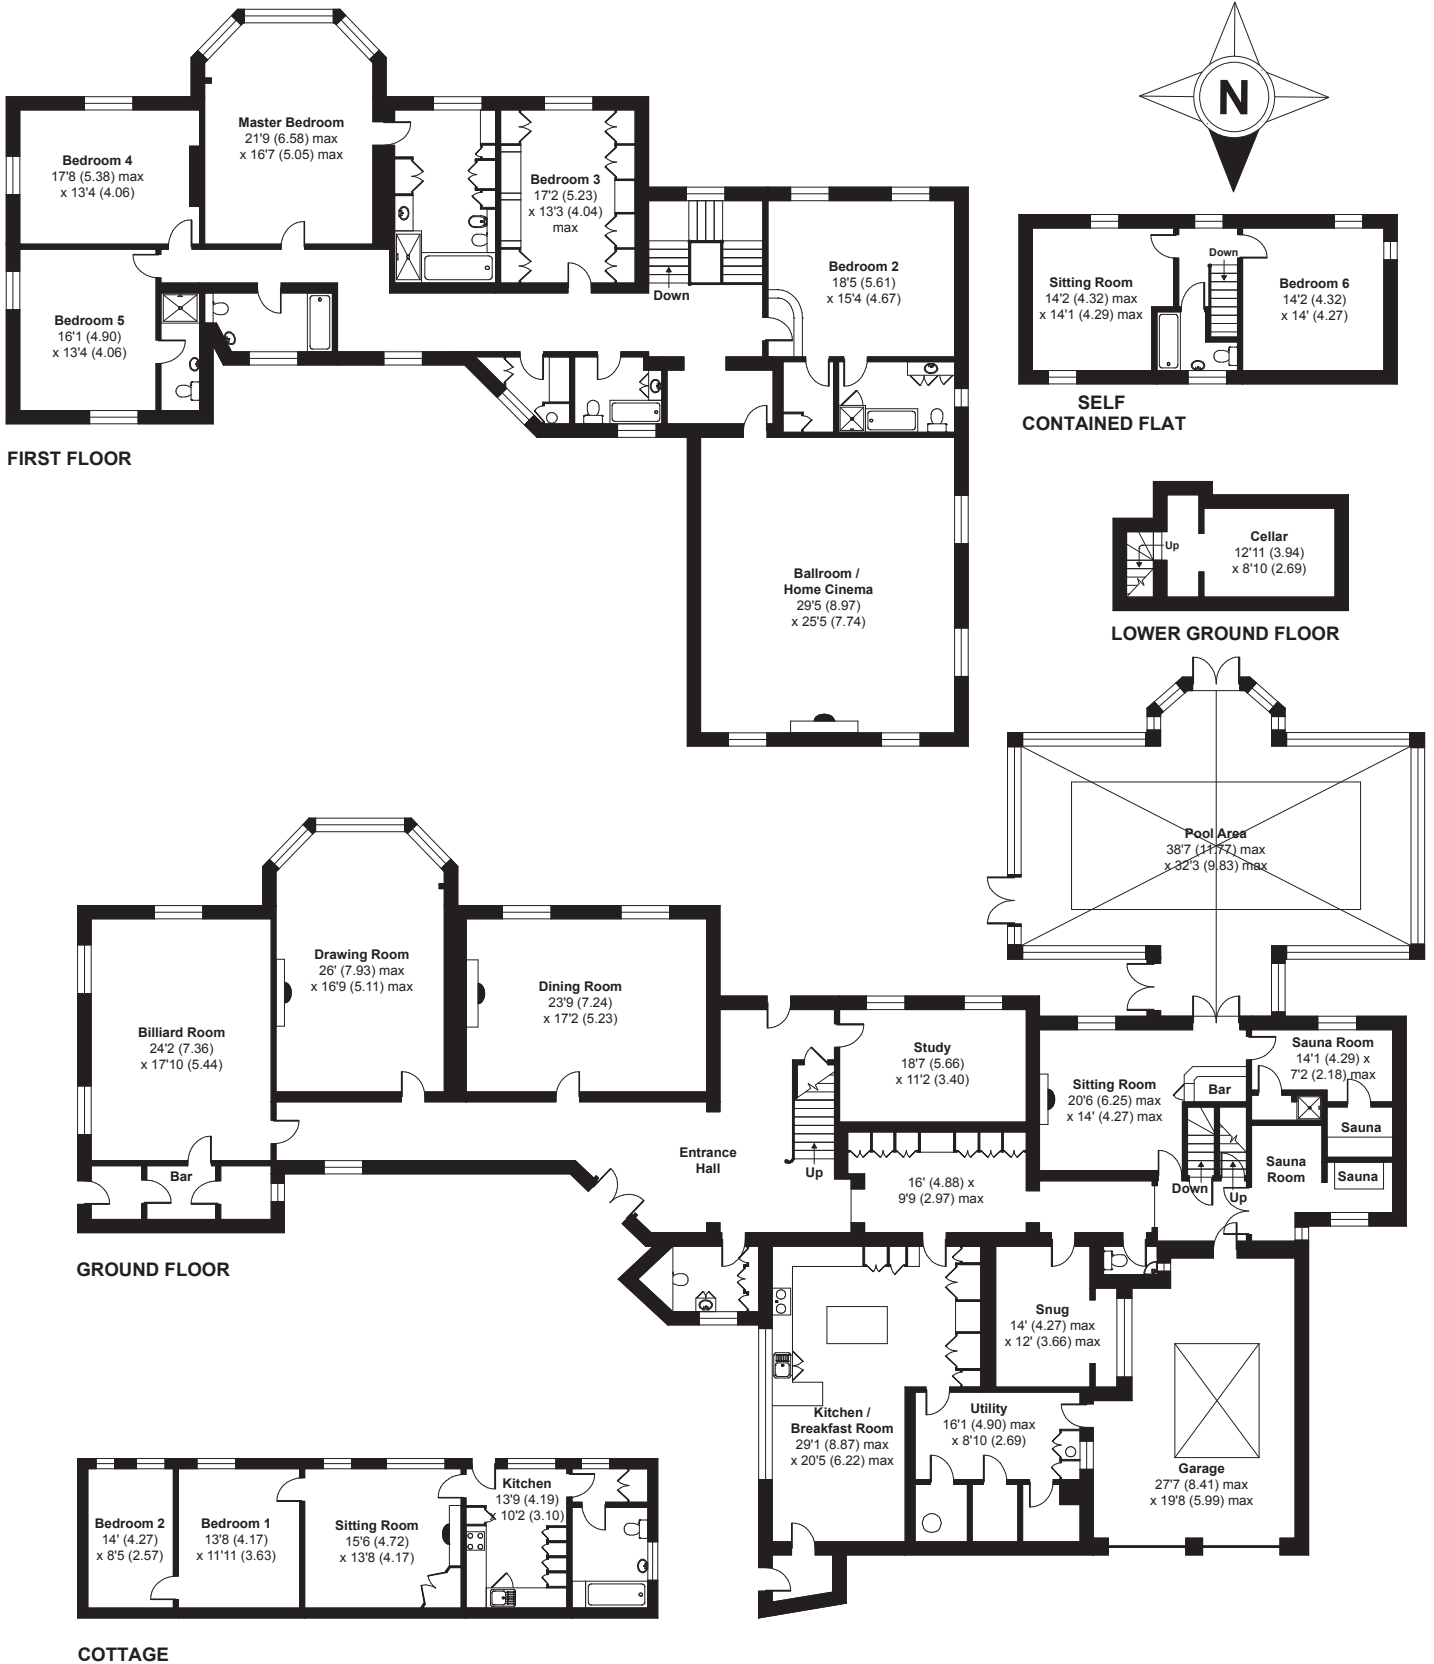 N
Master Bedroom
21'9 (6.58) max
x 16'7 (5.05) max
Bedroom 4
17'8 (5.38) max
x 13'4 (4.06)
Bedroom 3
17'2 (5.23)
x 13'3 (4.04)
max
Bedroom 5
16'1 (4.90)
x 13'4 (4.06)
Down
Bedroom 2
18'5 (5.61)
x 15'4 (4.67)
Ballroom /
Home Cinema
29'5 (8.97)
x 25'5 (7.74)
FIRST FLOOR
Sitting Room
14'2 (4.32) max
x 14'1 (4.29) max
Down
Bedroom 6
14'2 (4.32)
x 14' (4.27)
SELF
CONTAINED FLAT
Up
Cellar
12'11 (3.94)
x 8'10 (2.69)
LOWER GROUND FLOOR
Pool Area
38'7 (11.77) max
x 32'3 (9.83) max
Billiard Room
24'2 (7.36)
x 17'10 (5.44)
Drawing Room
26' (7.93) max
x 16'9 (5.11) max
Dining Room
23'9 (7.24)
x 17'2 (5.23)
Study
18'7 (5.66)
x 11'2 (3.40)
Sitting Room
20'6 (6.25) max
x 14' (4.27) max
Bar
Sauna Room
14'1 (4.29) x
7'2 (2.18) max
Sauna
Sauna
Room
Sauna
Entrance
Hall
Up
16' (4.88) x
9'9 (2.97) max
Down
Up
Bar
GROUND FLOOR
Snug
14' (4.27) max
x 12' (3.66) max
Kitchen /
Breakfast Room
29'1 (8.87) max
x 20'5 (6.22) max
Utility
16'1 (4.90) max
x 8'10 (2.69)
Garage
27'7 (8.41) max
x 19'8 (5.99) max
Bedroom 2
14' (4.27)
x 8'5 (2.57)
Bedroom 1
13'8 (4.17)
x 11'11 (3.63)
Sitting Room
15'6 (4.72)
x 13'8 (4.17)
Kitchen
13'9 (4.19)
x 10'2 (3.10)
COTTAGE